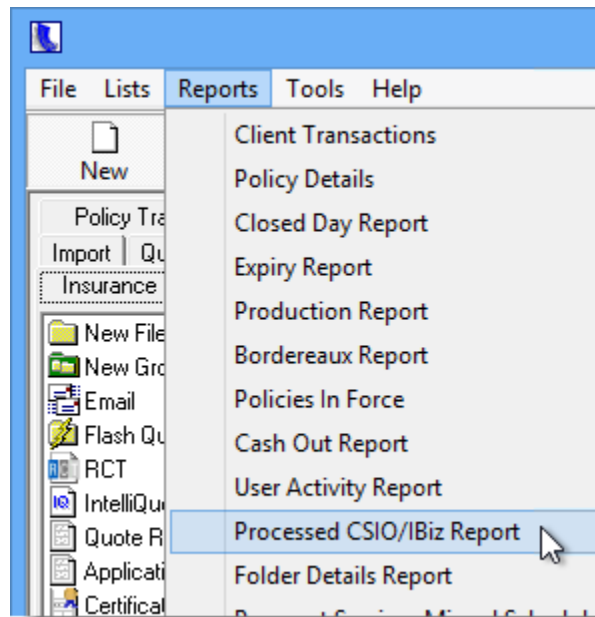 File Lists Reports Tools Help
New
Policy Tra
Import Qu
Insurance
New File
New Gro
Email
Flash Qu
RCT
IntelliQu
Quote R
Applicati
Certifica
Client Transactions
Policy Details
Closed Day Report
Expiry Report
Production Report
Bordereaux Report
Policies In Force
Cash Out Report
User Activity Report
Processed CSIO/IBiz Report
Folder Details Report